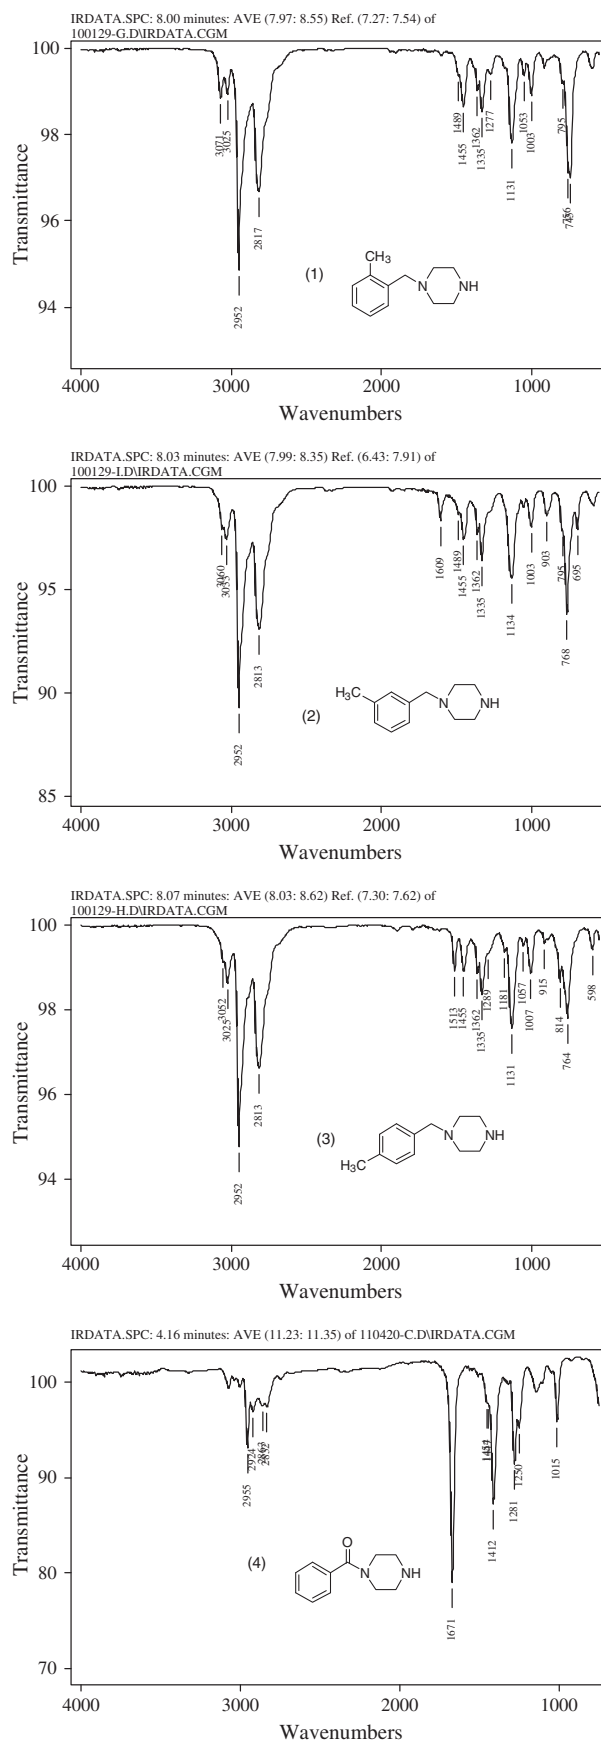 IRDATA.SPC: 8.00 minutes: AVE (7.97: 8.55) Ref. (7.27: 7.54) of
100129-G.D\IRDATA.CGM
Transmittance
100
98
96
94
3071
3025
2952
2817
1489
1455
1362
1335
1277
1131
1053
1003
795
756
745
(1)
CH3
N
NH
4000 3000 2000 1000
Wavenumbers
IRDATA.SPC: 8.03 minutes: AVE (7.99: 8.35) Ref. (6.43: 7.91) of
100129-I.D\IRDATA.CGM
Transmittance
100
95
90
85
3060
3033
2952
2813
1609
1489
1455
1362
1335
1134
1003
903
795
768
695
(2)
H3C
N
NH
4000 3000 2000 1000
Wavenumbers
IRDATA.SPC: 8.07 minutes: AVE (8.03: 8.62) Ref. (7.30: 7.62) of
100129-H.D\IRDATA.CGM
Transmittance
100
98
96
94
3052
3025
2952
2813
1513
1455
1362
1335
1289
1181
1131
1057
1007
915
814
764
598
(3)
H3C
N
NH
4000 3000 2000 1000
Wavenumbers
IRDATA.SPC: 4.16 minutes: AVE (11.23: 11.35) of 110420-C.D\IRDATA.CGM
Transmittance
100
90
80
70
2955
2924
2863
2832
1671
1412
1281
1250
1015
(4)
O
N
NH
3000 2000 1000
Wavenumbers